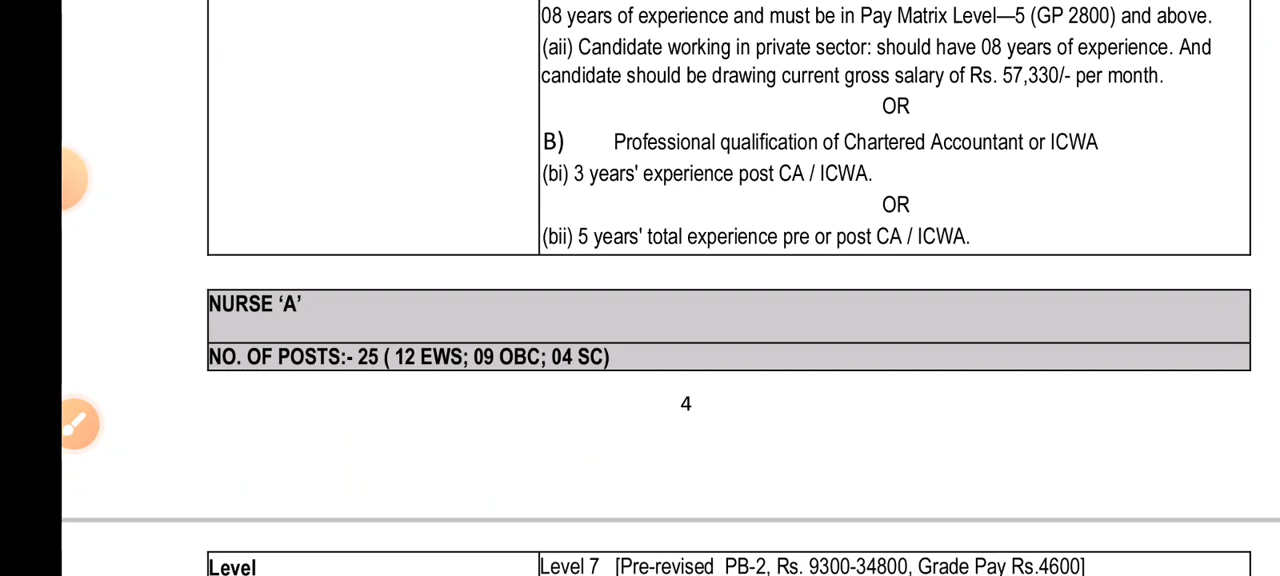 08 years of experience and must be in Pay Matrix Level—5 (GP 2800) and above.
(aii) Candidate working in private sector: should have 08 years of experience. And
candidate should be drawing current gross salary of Rs. 57,330/- per month.
OR
B) Professional qualification of Chartered Accountant or ICWA
(bi) 3 years' experience post CA / ICWA.
OR
(bii) 5 years' total experience pre or post CA / ICWA.
NURSE ‘A’
NO. OF POSTS:- 25 ( 12 EWS; 09 OBC; 04 SC)
4
Level Level 7 [Pre-revised PB-2, Rs. 9300-34800, Grade Pay Rs.4600]